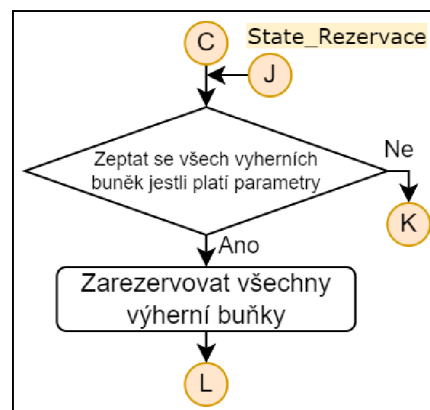 C
State_Rezervace
J
Zeptat se všech vyherních
buněk jestli platí parametry
Ne
K
Ano
Zarezervovat všechny
výherní buňky
L